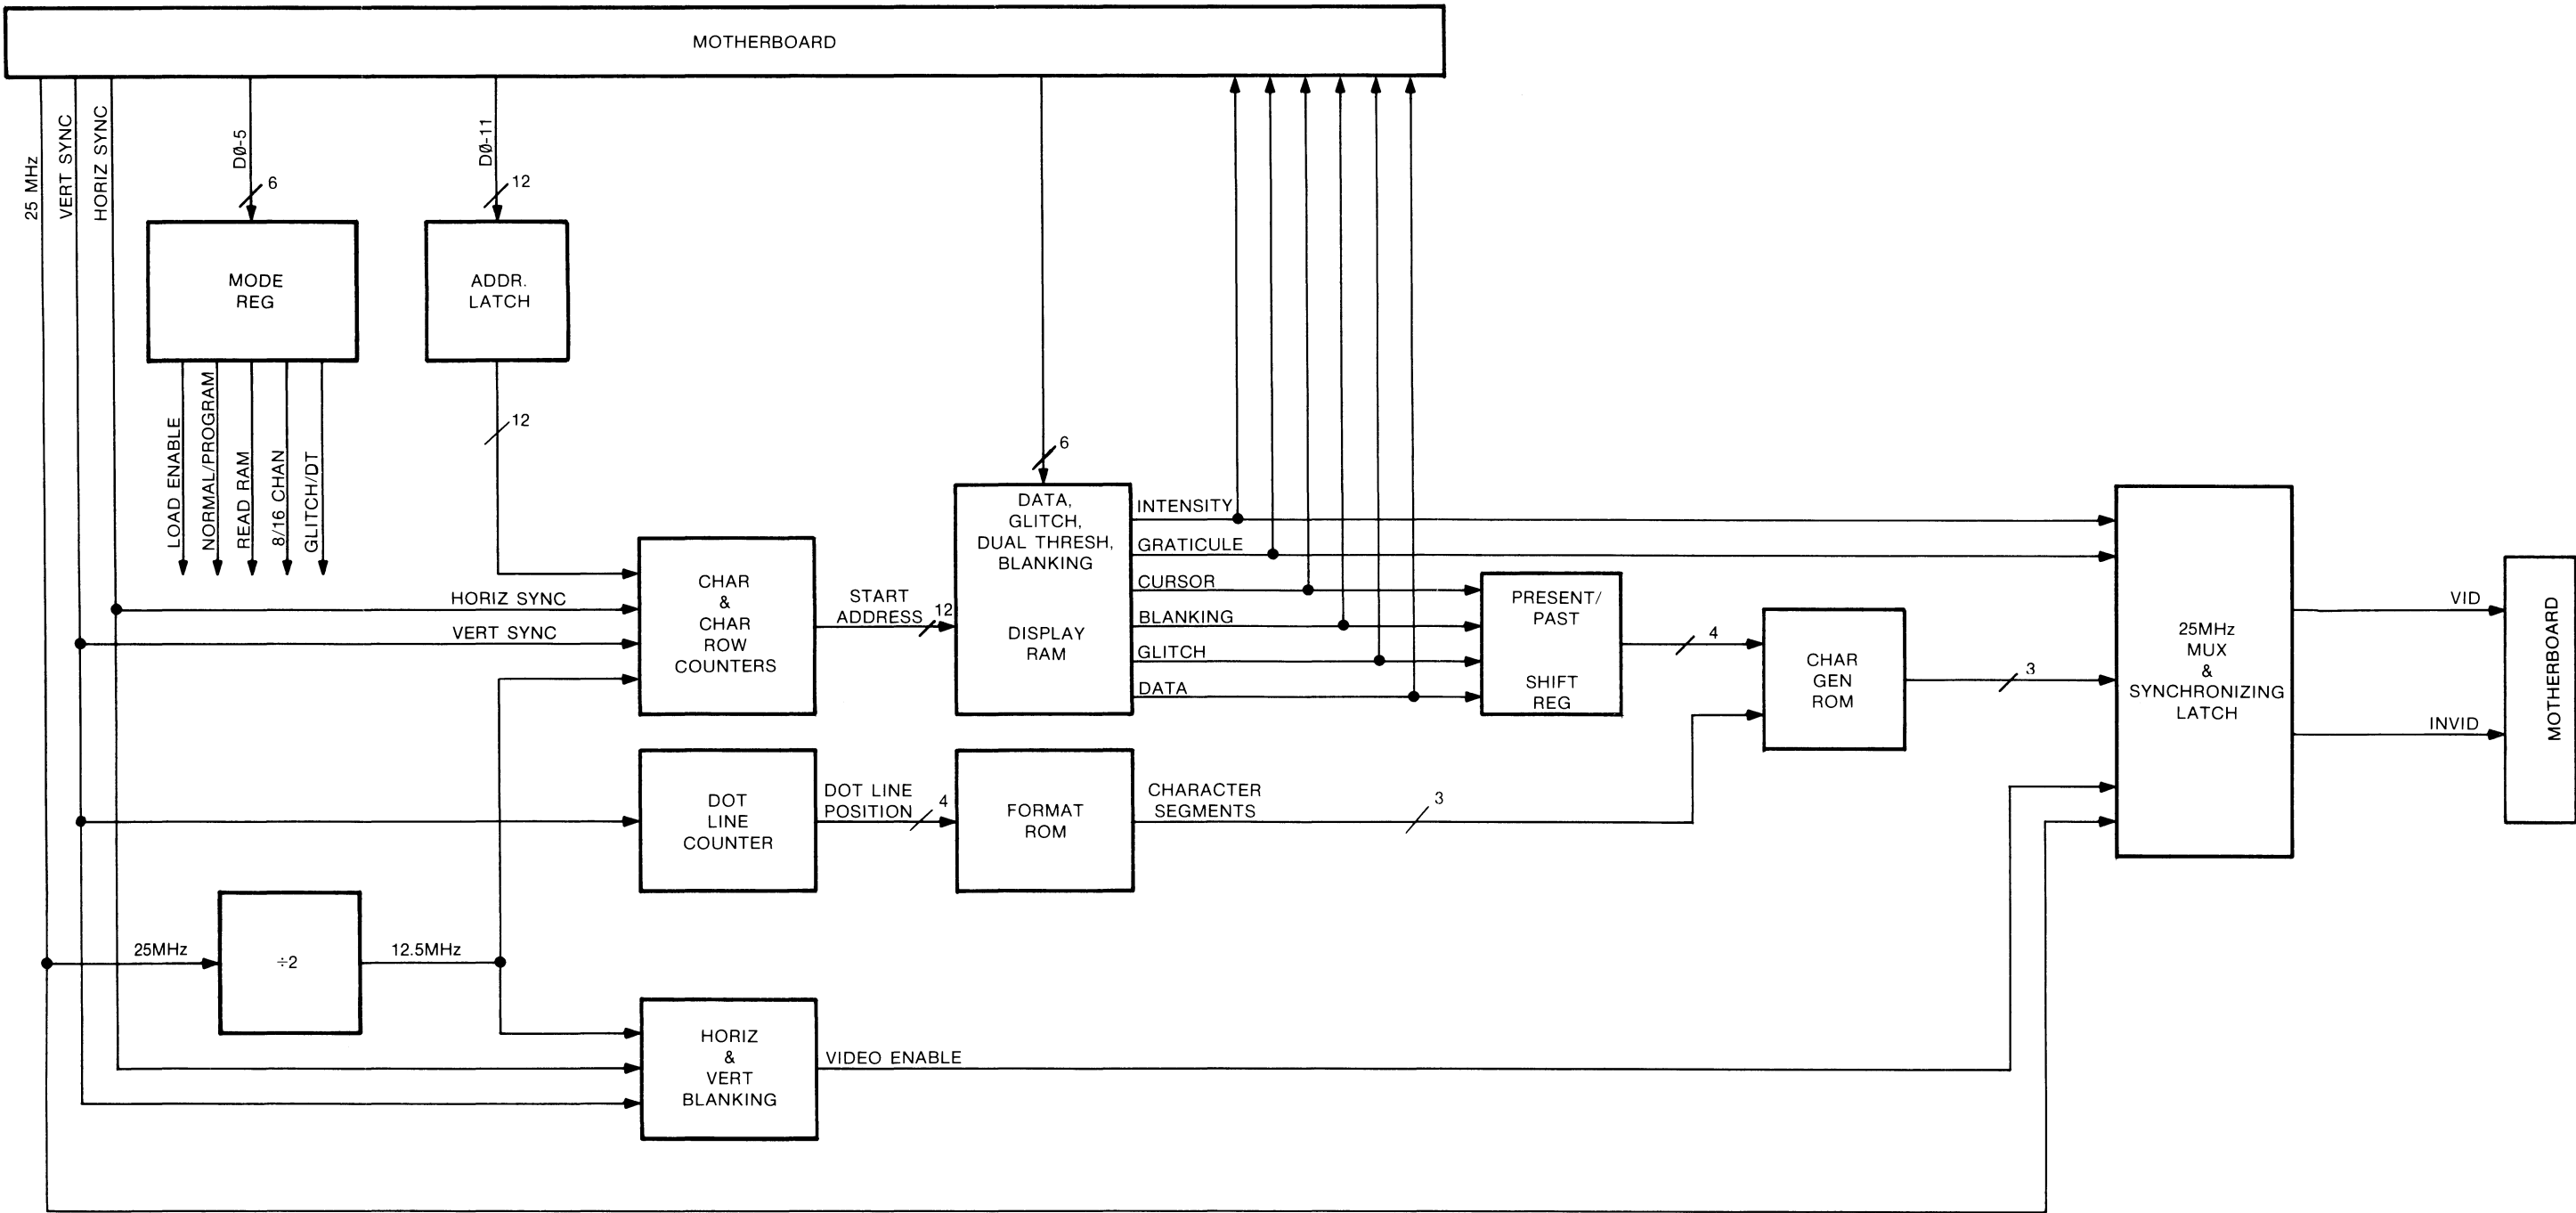 MOTHERBOARD
25 MHz
VERT SYNC
HORIZ SYNC
DØ-5
6
DØ-11
12
MODE
REG
ADDR.
LATCH
LOAD ENABLE
NORMAL/PROGRAM
READ RAM
8/16 CHAN
GLITCH/DT
12
6
HORIZ SYNC
VERT SYNC
CHAR
&
CHAR
ROW
COUNTERS
START
ADDRESS
12
DATA,
GLITCH,
DUAL THRESH,
BLANKING
DISPLAY
RAM
INTENSITY
GRATICULE
CURSOR
BLANKING
GLITCH
DATA
PRESENT/
PAST
SHIFT
REG
4
CHAR
GEN
ROM
3
25MHz
MUX
&
SYNCHRONIZING
LATCH
VID
INVID
MOTHERBOARD
DOT
LINE
COUNTER
DOT LINE
POSITION
4
FORMAT
ROM
CHARACTER
SEGMENTS
3
25MHz
÷2
12.5MHz
HORIZ
&
VERT
BLANKING
VIDEO ENABLE